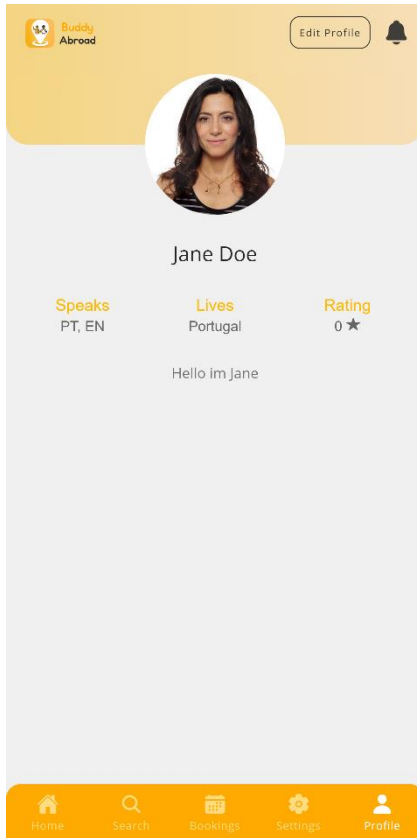 Buddy
Abroad
Edit Profile
Jane Doe
Speaks
PT, EN
Lives
Portugal
Rating
0 ★
Hello im Jane
Home
Search
Bookings
Settings
Profile